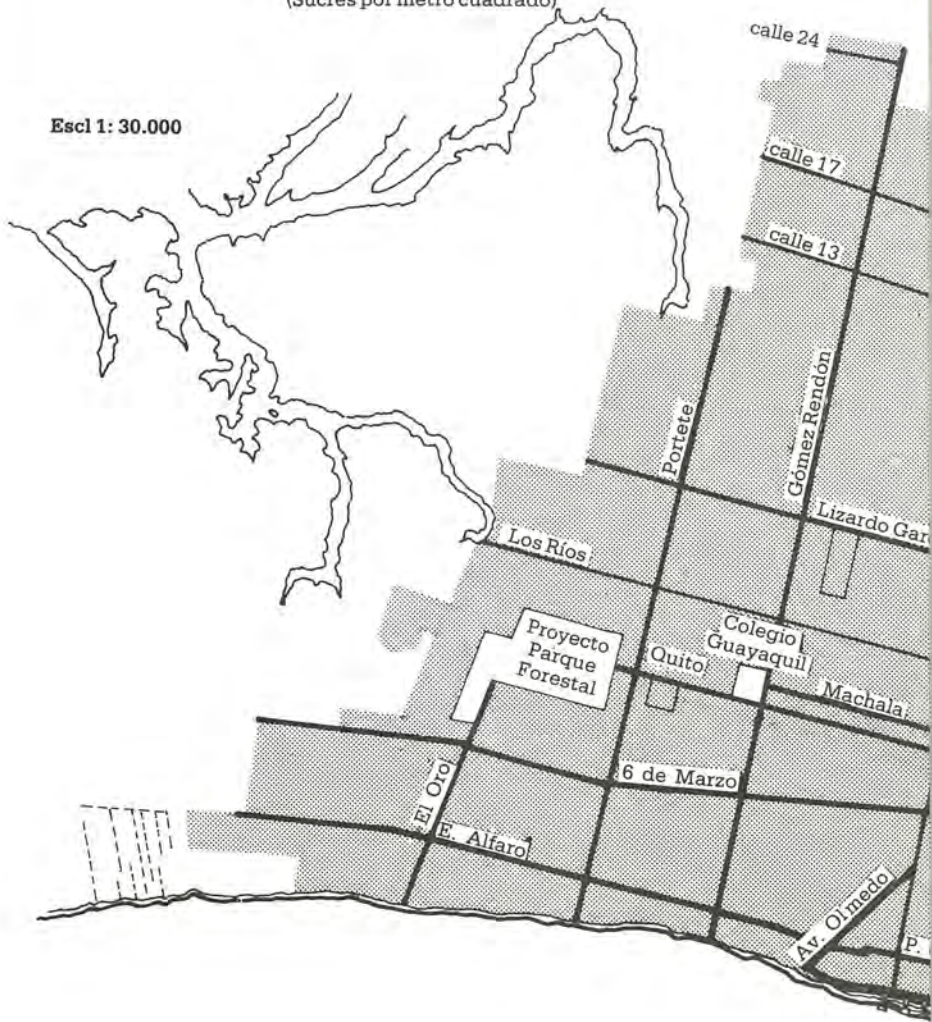 (Sucres por metro cuadrado)
calle 24
Escl 1: 30.000
calle 17
calle 13
Portete
Gómez Rendón
Lizardo Gar
Los Ríos
Proyecto
Parque
Forestal
Colegio
Guayaquil
Quito
Machala
6 de Marzo
El Oro
E. Alfaro
Av. Olmedo
P.